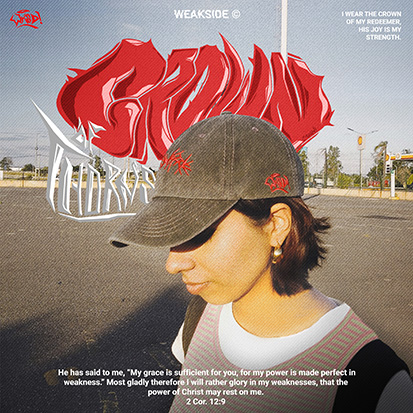 WEAKSIDE ©
I WEAR THE CROWN
OF MY REDEEMER,
HIS JOY IS MY
STRENGTH.
CROWN
OF
THORNS
He has said to me, “My grace is sufficient for you, for my power is made perfect in
weakness.” Most gladly therefore I will rather glory in my weaknesses, that the
power of Christ may rest on me.
2 Cor. 12:9